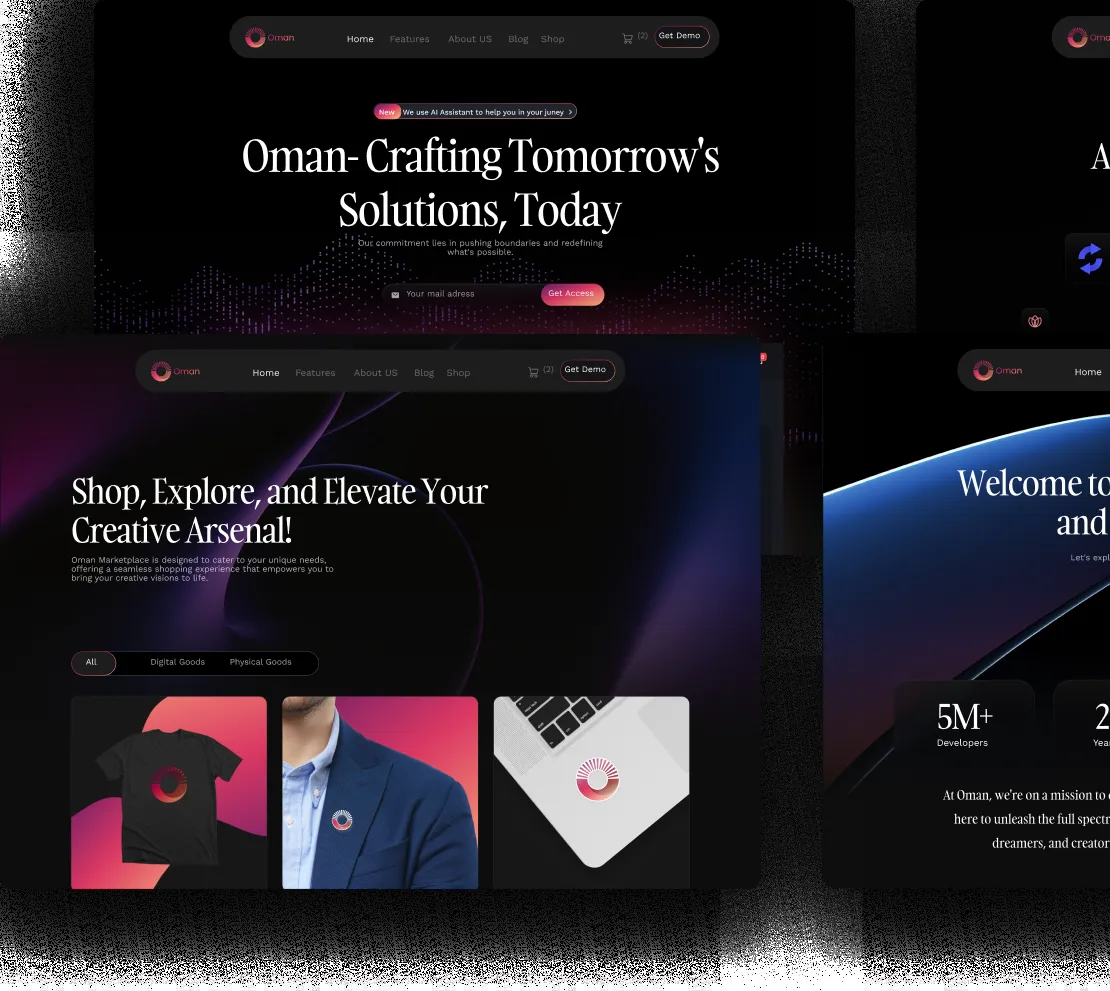 Oman
Home Features About US Blog Shop (2) Get Demo
New We use AI Assistant to help you in your juney >
Oman- Crafting Tomorrow's
Solutions, Today
Our commitment lies in pushing boundaries and redefining
what's possible.
Your mail adress Get Access
A
Oman
Home Features About US Blog Shop (2) Get Demo
Shop, Explore, and Elevate Your
Creative Arsenal!
Oman Marketplace is designed to cater to your unique needs,
offering a seamless shopping experience that empowers you to
bring your creative visions to life.
All Digital Goods Physical Goods
Oman
Home
Welcome to
and
Let's expl
5M+
Developers
2
Yea
At Oman, we're on a mission to
here to unleash the full spectr
dreamers, and creator